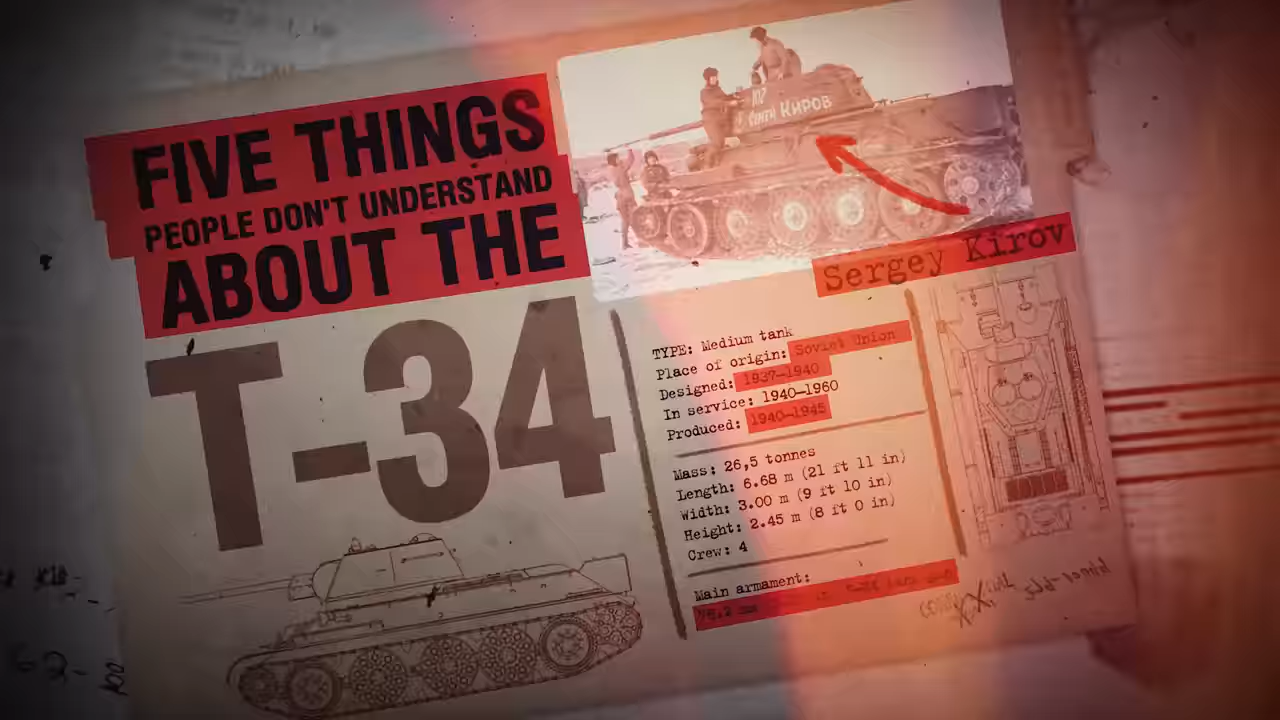 FIVE THINGS
PEOPLE DON'T UNDERSTAND
ABOUT THE
T-34
КИРОВ
Sergey Kirov
TYPE: Medium tank
Place of origin: Soviet Union
Designed: 1937—1940
In service: 1940—1960
Produced: 1940—1945
Mass: 26,5 tonnes
Length: 6.68 m (21 ft 11 in)
Width: 3.00 m (9 ft 10 in)
Height: 2.45 m (8 ft 0 in)
Crew: 4
Main armament: